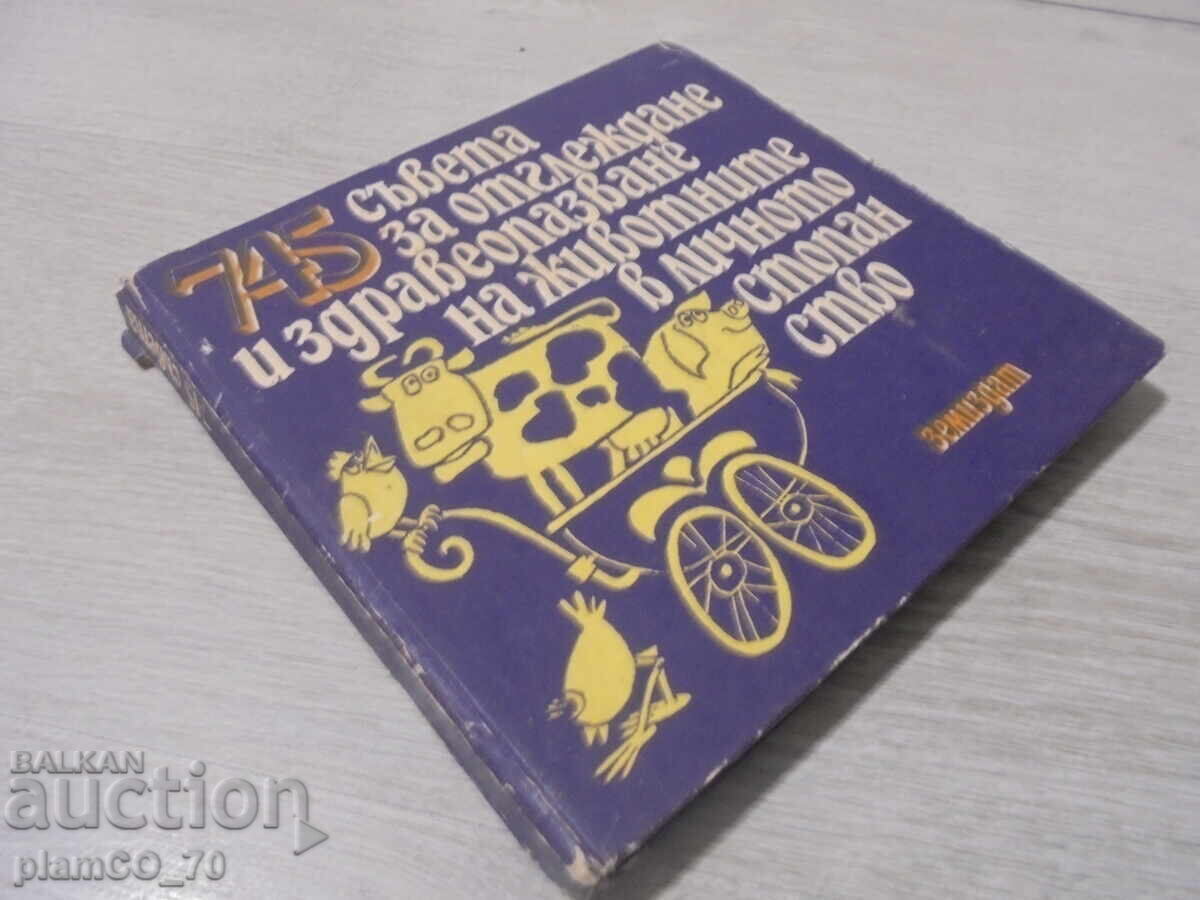 745 съвета
за отглеждане
и здравеопазване
на животните
в личното
стопан
ство
земиздат
BALKAN
auction
plamCO_70